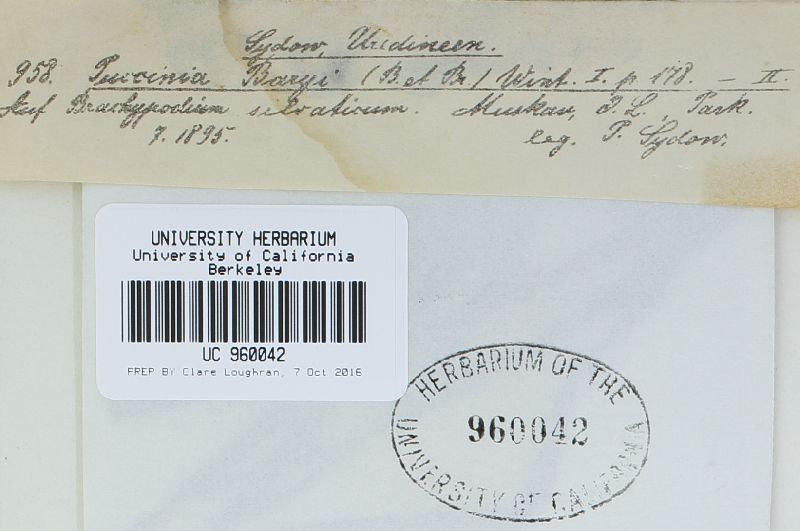 Sydow, Uredineen.
958. Puccinia Baryi (B. et Br.) Wint. I. p. 178. — II.
Auf Brachypodium silvaticum. Muskau, O. L., Park.
7. 1895. leg. P. Sydow.
UNIVERSITY HERBARIUM
University of California
Berkeley
UC 960042
PREP BY Clare Loughran, 7 Oct 2016
HERBARIUM OF THE
960042
UNIVERSITY OF CALIFORNIA